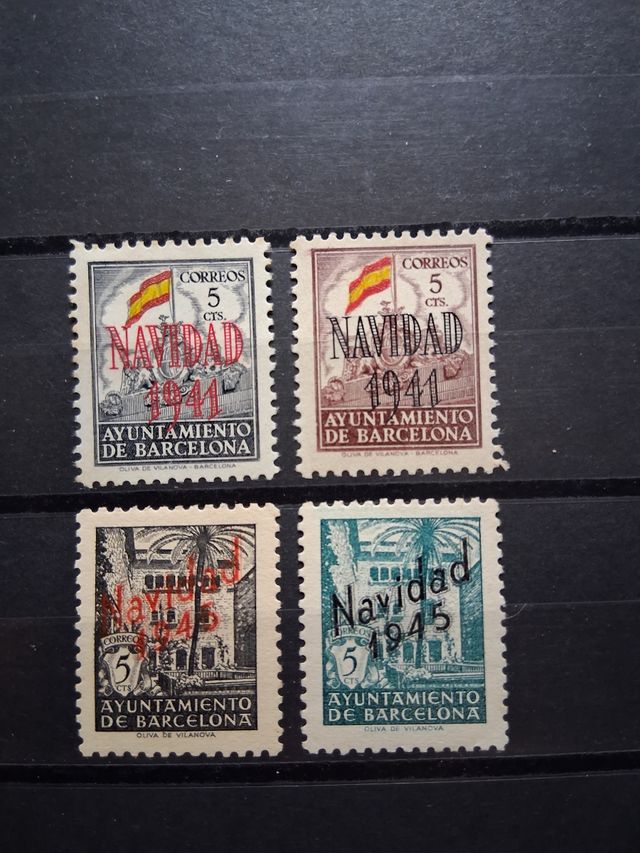 CORREOS
5
CTS.
NAVIDAD
1941
AYUNTAMIENTO
DE BARCELONA
OLIVA DE VILANOVA - BARCELONA
CORREOS
5
CTS.
NAVIDAD
1941
AYUNTAMIENTO
DE BARCELONA
OLIVA DE VILANOVA - BARCELONA
Navidad
1945
CORREOS
5
CTS
AYUNTAMIENTO
DE BARCELONA
OLIVA DE VILANOVA
Navidad
1945
CORREOS
5
CTS
AYUNTAMIENTO
DE BARCELONA
OLIVA DE VILANOVA